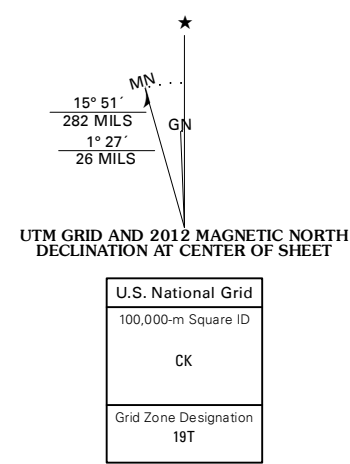 ★
MN
GN
15° 51´
282 MILS
1° 27´
26 MILS
UTM GRID AND 2012 MAGNETIC NORTH
DECLINATION AT CENTER OF SHEET
U.S. National Grid
100,000-m Square ID
CK
Grid Zone Designation
19T